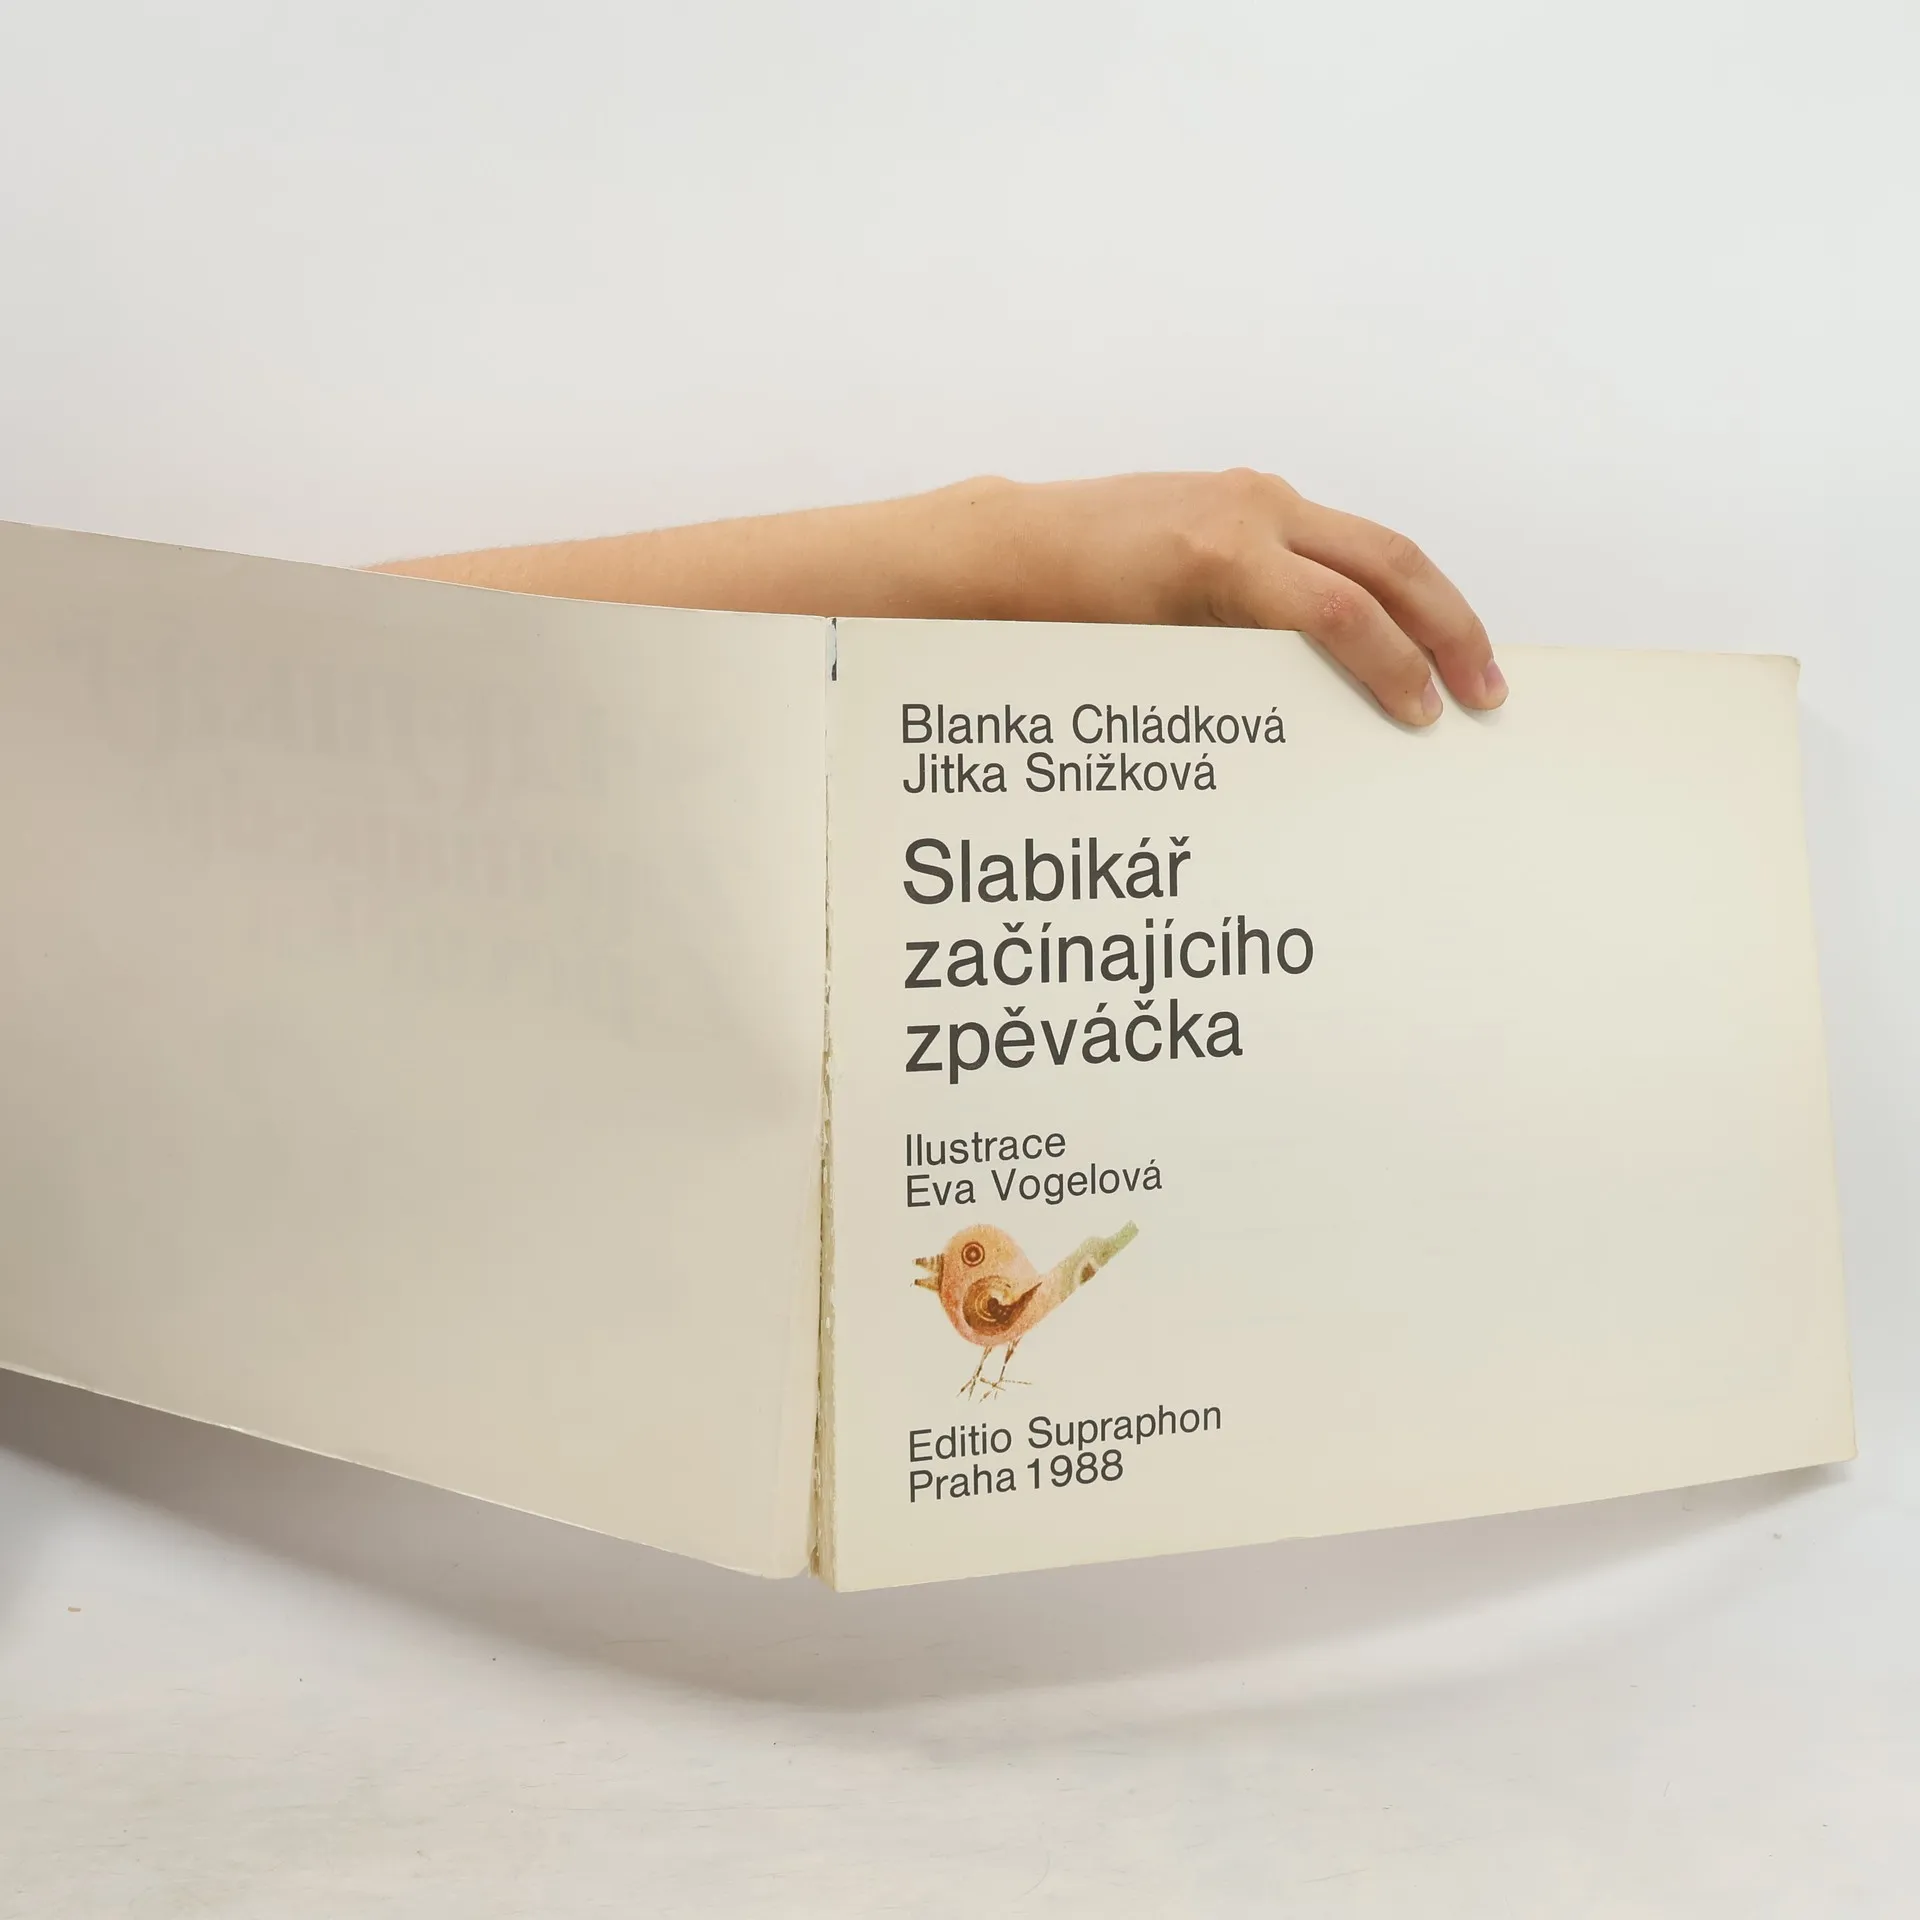 Blanka Chládková
Jitka Snížková
Slabikář
začínajícího
zpěváčka
Ilustrace
Eva Vogelová
Editio Supraphon
Praha 1988